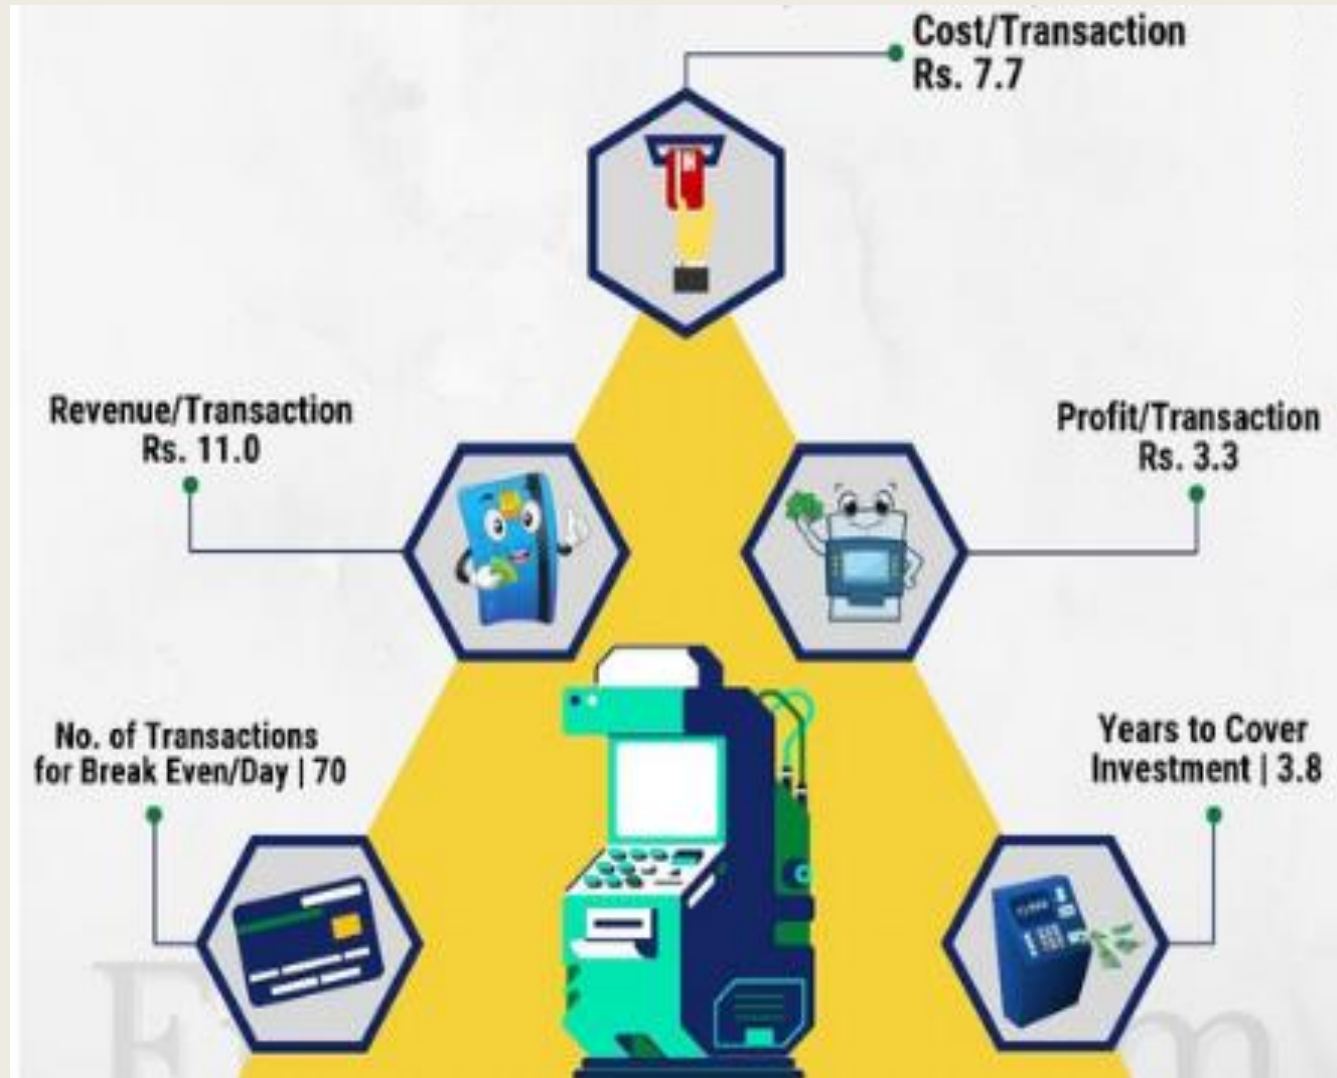 Cost/Transaction
Rs. 7.7
Revenue/Transaction
Rs. 11.0
Profit/Transaction
Rs. 3.3
No. of Transactions
for Break Even/Day | 70
Years to Cover
Investment | 3.8